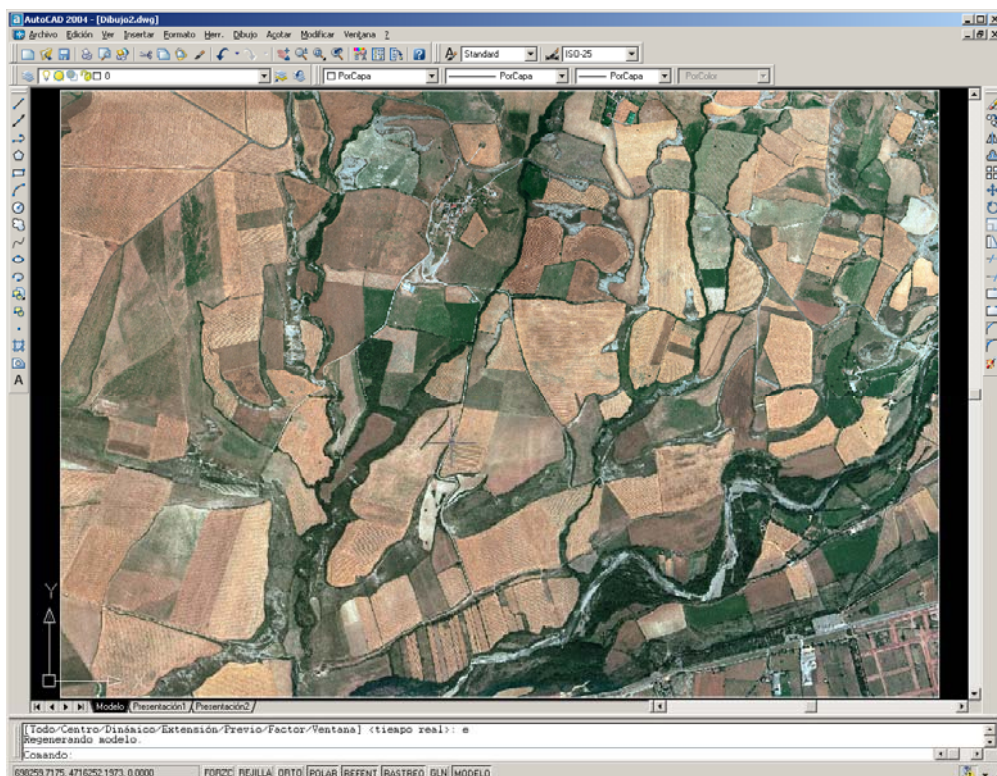 AutoCAD 2004 - [Dibujo2.dwg]
Archivo Edición Ver Insertar Formato Herr. Dibujo Acotar Modificar Ventana ?
Standard ISO-25
0 PorCapa PorCapa PorCapa PorColor
A
Y
X
Modelo Presentación1 Presentación2
[Todo/Centro/Dinámico/Extensión/Previo/Factor/Ventana] <tiempo real>: e
Regenerando modelo.
Comando:
698259.7175, 4716252.1973, 0.0000 FORZC REJILLA ORTO POLAR REFENT RASTREO GLN MODELO